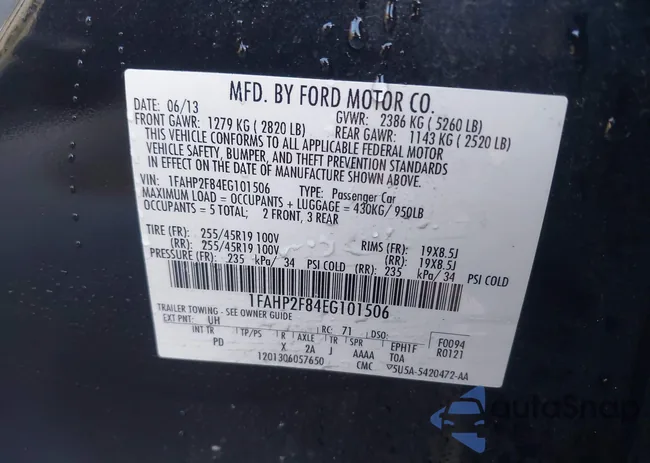 MFD. BY FORD MOTOR CO.
DATE: 06/13 GVWR: 2386 KG ( 5260 LB)
FRONT GAWR: 1279 KG ( 2820 LB) REAR GAWR: 1143 KG ( 2520 LB)
THIS VEHICLE CONFORMS TO ALL APPLICABLE FEDERAL MOTOR
VEHICLE SAFETY, BUMPER, AND THEFT PREVENTION STANDARDS
IN EFFECT ON THE DATE OF MANUFACTURE SHOWN ABOVE.
VIN: 1FAHP2F84EG101506 TYPE: Passenger Car
MAXIMUM LOAD = OCCUPANTS + LUGGAGE = 430KG/ 950LB
OCCUPANTS = 5 TOTAL; 2 FRONT, 3 REAR
TIRE (FR): 255/45R19 100V RIMS (FR): 19X8.5J
(RR): 255/45R19 100V (RR): 19X8.5J
PRESSURE (FR): 235 kPa/ 34 PSI COLD (RR): 235 kPa/ 34 PSI COLD
1FAHP2F84EG101506
TRAILER TOWING - SEE OWNER GUIDE
EXT PNT: UH RC: 71 DSO: F0094
INT TR TP/PS R AXLE TR SPR EPH1F R0121
PD X 2A J AAAA TOA
1201306057650 CMC 5U5A-5420472-AA
autoSnap